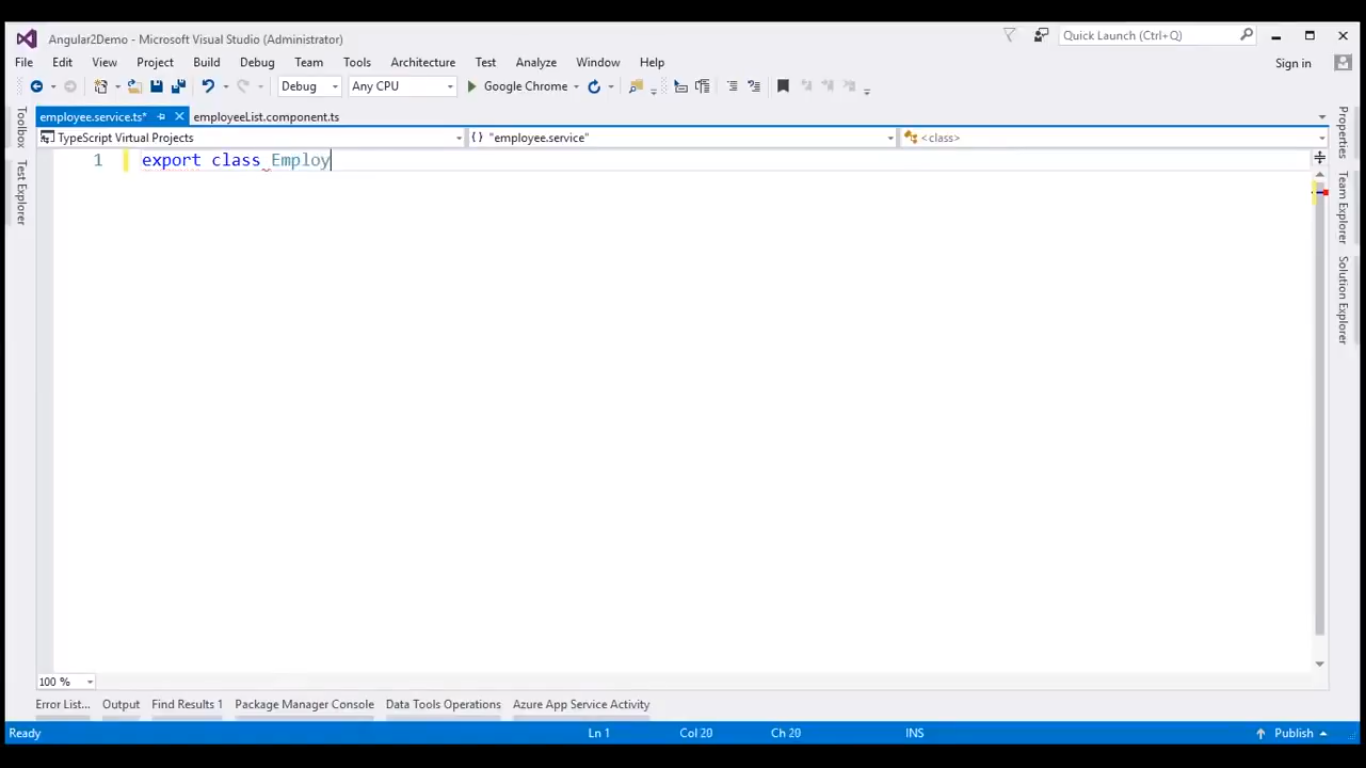 Angular2Demo - Microsoft Visual Studio (Administrator)
Quick Launch (Ctrl+Q)
File Edit View Project Build Debug Team Tools Architecture Test Analyze Window Help
Sign in
Debug Any CPU Google Chrome
employee.service.ts* employeeList.component.ts
TypeScript Virtual Projects {} "employee.service" <class>
1 export class Employ
Toolbox
Test Explorer
Properties
Team Explorer
Solution Explorer
100 %
Error List... Output Find Results 1 Package Manager Console Data Tools Operations Azure App Service Activity
Ready Ln 1 Col 20 Ch 20 INS Publish